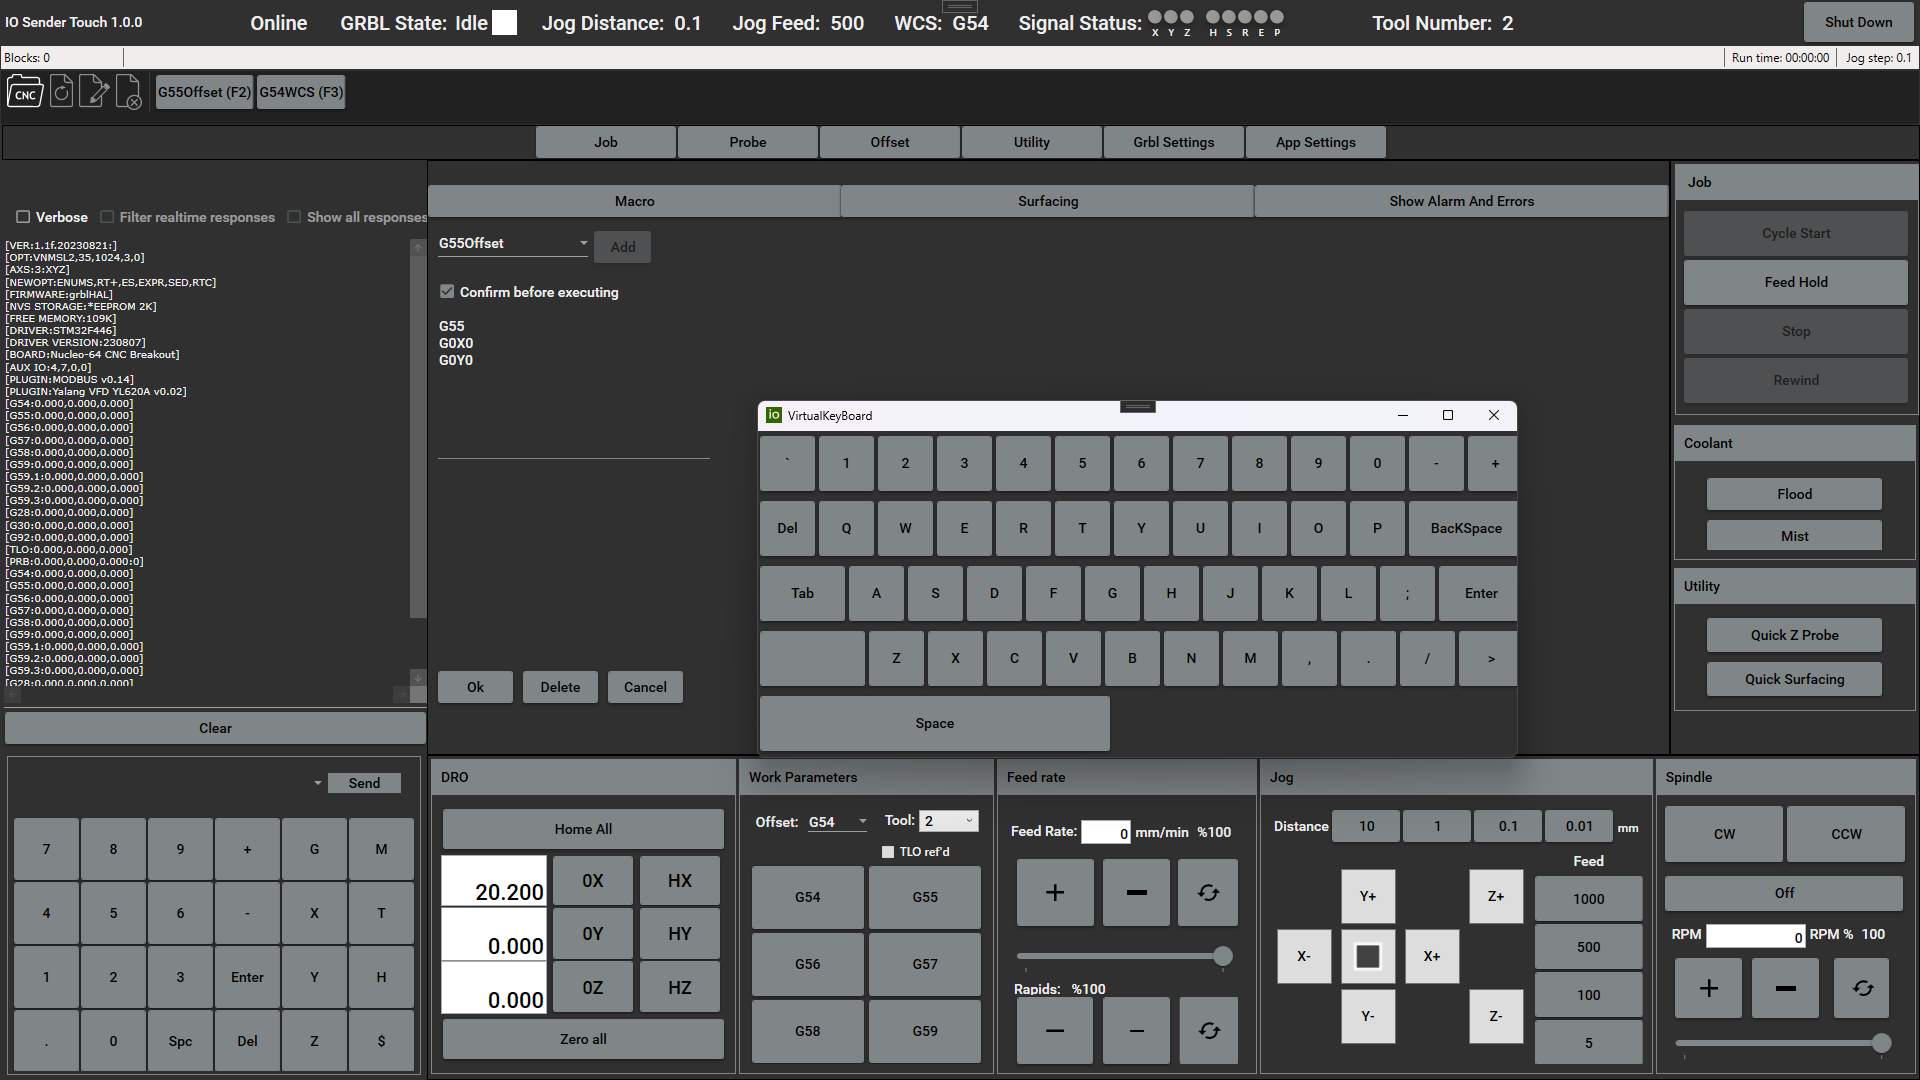 IO Sender Touch 1.0.0
Online
GRBL State: Idle
Jog Distance: 0.1
Jog Feed: 500
WCS: G54
Signal Status:
X Y Z H S R E P
Tool Number: 2
Shut Down
Blocks: 0
Run time: 00:00:00
Jog step: 0.1
CNC
G55Offset (F2)
G54WCS (F3)
Job
Probe
Offset
Utility
Grbl Settings
App Settings
Verbose
Filter realtime responses
Show all responses
[VER:1.1f.20230821:]
[OPT:VNMSL2,35,1024,3,0]
[AXS:3:XYZ]
[NEWOPT:ENUMS,RT+,ES,EXPR,SED,RTC]
[FIRMWARE:grblHAL]
[NVS STORAGE:*EEPROM 2K]
[FREE MEMORY:109K]
[DRIVER:STM32F446]
[DRIVER VERSION:230807]
[BOARD:Nucleo-64 CNC Breakout]
[AUX IO:4,7,0,0]
[PLUGIN:MODBUS v0.14]
[PLUGIN:Yalang VFD YL620A v0.02]
[G54:0.000,0.000,0.000]
[G55:0.000,0.000,0.000]
[G56:0.000,0.000,0.000]
[G57:0.000,0.000,0.000]
[G58:0.000,0.000,0.000]
[G59:0.000,0.000,0.000]
[G59.1:0.000,0.000,0.000]
[G59.2:0.000,0.000,0.000]
[G59.3:0.000,0.000,0.000]
[G28:0.000,0.000,0.000]
[G30:0.000,0.000,0.000]
[G92:0.000,0.000,0.000]
[TLO:0.000,0.000,0.000]
[PRB:0.000,0.000,0.000:0]
[G54:0.000,0.000,0.000]
[G55:0.000,0.000,0.000]
[G56:0.000,0.000,0.000]
[G57:0.000,0.000,0.000]
[G58:0.000,0.000,0.000]
[G59:0.000,0.000,0.000]
[G59.1:0.000,0.000,0.000]
[G59.2:0.000,0.000,0.000]
[G59.3:0.000,0.000,0.000]
[G28:0.000,0.000,0.000]
Clear
Send
7 8 9 + G M
4 5 6 - X T
1 2 3 Enter Y H
. 0 Spc Del Z $
Macro
Surfacing
Show Alarm And Errors
G55Offset
Add
Confirm before executing
G55
G0X0
G0Y0
Ok
Delete
Cancel
io VirtualKeyBoard
` 1 2 3 4 5 6 7 8 9 0 - +
Del Q W E R T Y U I O P BacKSpace
Tab A S D F G H J K L ; Enter
Z X C V B N M , . / >
Space
Job
Cycle Start
Feed Hold
Stop
Rewind
Coolant
Flood
Mist
Utility
Quick Z Probe
Quick Surfacing
DRO
Home All
20.200 0X HX
0.000 0Y HY
0.000 0Z HZ
Zero all
Work Parameters
Offset: G54
Tool: 2
TLO ref'd
G54 G55
G56 G57
G58 G59
Feed rate
Feed Rate: 0 mm/min %100
+
Rapids: %100
Jog
Distance 10 1 0.1 0.01 mm
Feed
Y+ Z+ 1000
500
X- X+
100
Y- Z-
5
Spindle
CW CCW
Off
RPM 0 RPM % 100
+